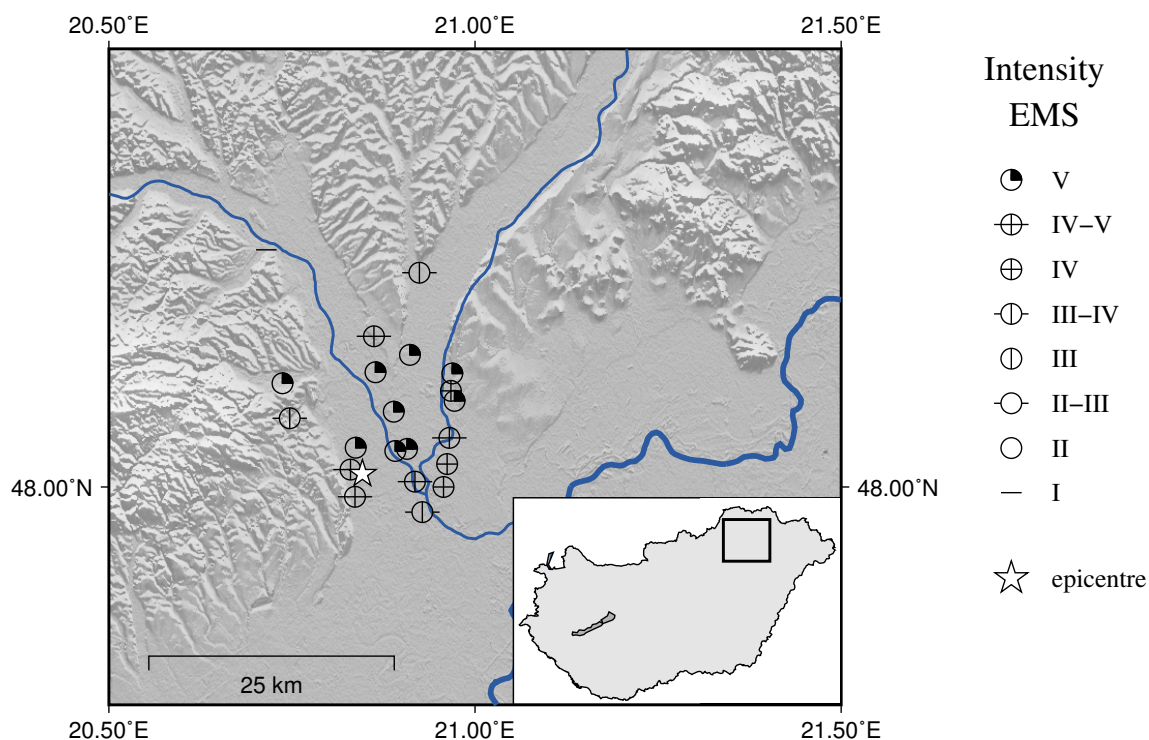 20.50˚E 21.00˚E 21.50˚E
Intensity
EMS
V
IV–V
IV
III–IV
III
II–III
II
I
epicentre
48.00˚N 48.00˚N
25 km
20.50˚E 21.00˚E 21.50˚E